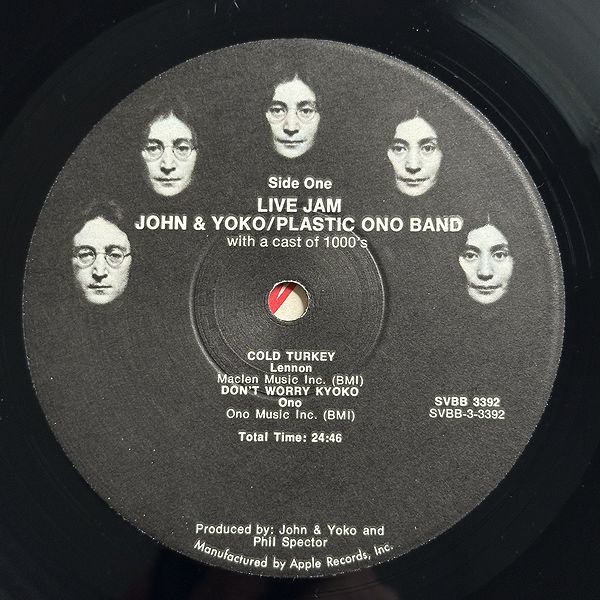 Side One
LIVE JAM
JOHN & YOKO/PLASTIC ONO BAND
with a cast of 1000's
COLD TURKEY
Lennon
Maclen Music Inc. (BMI)
DON'T WORRY KYOKO
Ono
Ono Music Inc. (BMI)
SVBB 3392
SVBB-3-3392
Total Time: 24:46
Produced by: John & Yoko and
Phil Spector
Manufactured by Apple Records, Inc.